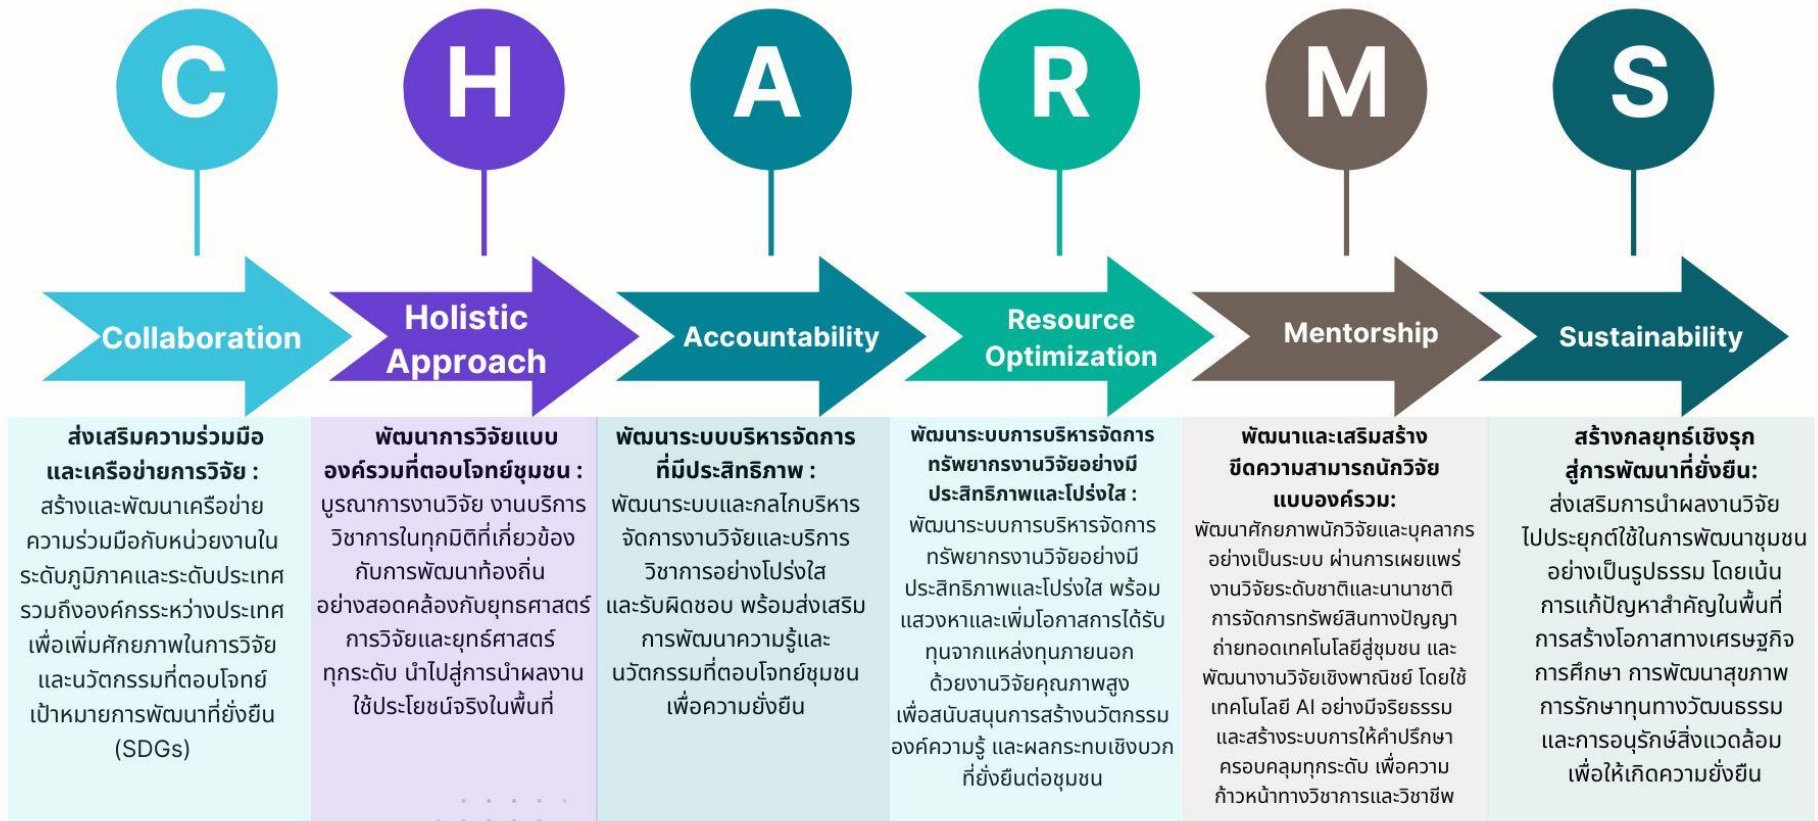 C
H
A
R
M
S
Collaboration
Holistic
Approach
Accountability
Resource
Optimization
Mentorship
Sustainability
ส่งเสริมความร่วมมือ
และเครือข่ายการวิจัย :
สร้างและพัฒนาเครือข่าย
ความร่วมมือกับหน่วยงานใน
ระดับภูมิภาคและระดับประเทศ
รวมถึงองค์กรระหว่างประเทศ
เพื่อเพิ่มศักยภาพในการวิจัย
และนวัตกรรมที่ตอบโจทย์
เป้าหมายการพัฒนาที่ยั่งยืน
(SDGs)
พัฒนาการวิจัยแบบ
องค์รวมที่ตอบโจทย์ชุมชน :
บูรณาการงานวิจัย งานบริการ
วิชาการในทุกมิติที่เกี่ยวข้อง
กับการพัฒนาท้องถิ่น
อย่างสอดคล้องกับยุทธศาสตร์
การวิจัยและยุทธ์ศาสตร์
ทุกระดับ นำไปสู่การนำผลงาน
ใช้ประโยชน์จริงในพื้นที่
พัฒนาระบบบริหารจัดการ
ที่มีประสิทธิภาพ :
พัฒนาระบบและกลไกบริหาร
จัดการงานวิจัยและบริการ
วิชาการอย่างโปร่งใส
และรับผิดชอบ พร้อมส่งเสริม
การพัฒนาความรู้และ
นวัตกรรมที่ตอบโจทย์ชุมชน
เพื่อความยั่งยืน
พัฒนาระบบการบริหารจัดการ
ทรัพยากรงานวิจัยอย่างมี
ประสิทธิภาพและโปร่งใส :
พัฒนาระบบการบริหารจัดการ
ทรัพยากรงานวิจัยอย่างมี
ประสิทธิภาพและโปร่งใส พร้อม
แสวงหาและเพิ่มโอกาสการได้รับ
ทุนจากแหล่งทุนภายนอก
ด้วยงานวิจัยคุณภาพสูง
เพื่อสนับสนุนการสร้างนวัตกรรม
องค์ความรู้ และผลกระทบเชิงบวก
ที่ยั่งยืนต่อชุมชน
พัฒนาและเสริมสร้าง
ขีดความสามารถนักวิจัย
แบบองค์รวม:
พัฒนาศักยภาพนักวิจัยและบุคลากร
อย่างเป็นระบบ ผ่านการเผยแพร่
งานวิจัยระดับชาติและนานาชาติ
การจัดการทรัพย์สินทางปัญญา
ถ่ายทอดเทคโนโลยีสู่ชุมชน และ
พัฒนางานวิจัยเชิงพาณิชย์ โดยใช้
เทคโนโลยี AI อย่างมีจริยธรรม
และสร้างระบบการให้คำปรึกษา
ครอบคลุมทุกระดับ เพื่อความ
ก้าวหน้าทางวิชาการและวิชาชีพ
สร้างกลยุทธ์เชิงรุก
สู่การพัฒนาที่ยั่งยืน:
ส่งเสริมการนำผลงานวิจัย
ไปประยุกต์ใช้ในการพัฒนาชุมชน
อย่างเป็นรูปธรรม โดยเน้น
การแก้ปัญหาสำคัญในพื้นที่
การสร้างโอกาสทางเศรษฐกิจ
การศึกษา การพัฒนาสุขภาพ
การรักษาทุนทางวัฒนธรรม
และการอนุรักษ์สิ่งแวดล้อม
เพื่อให้เกิดความยั่งยืน